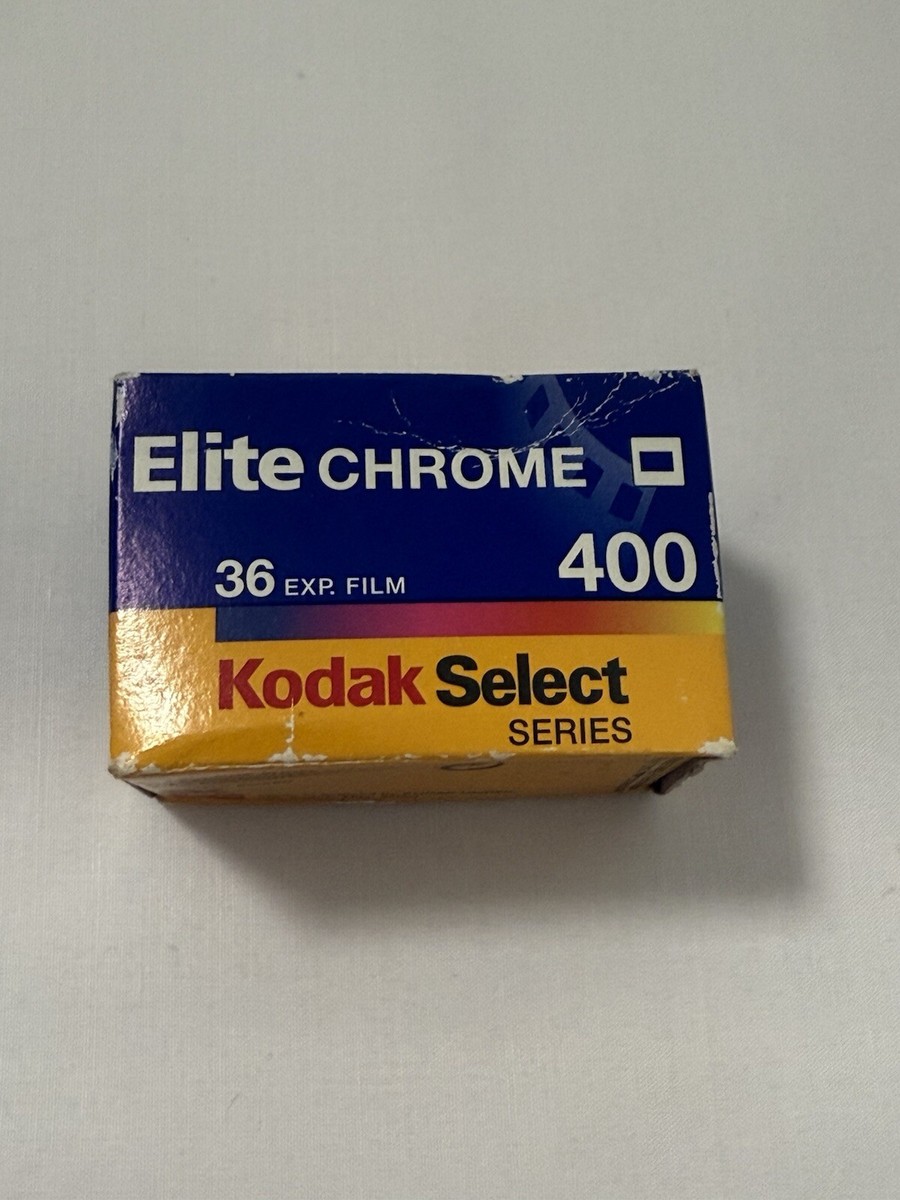 Elite CHROME
400
36 EXP. FILM
Kodak Select
SERIES